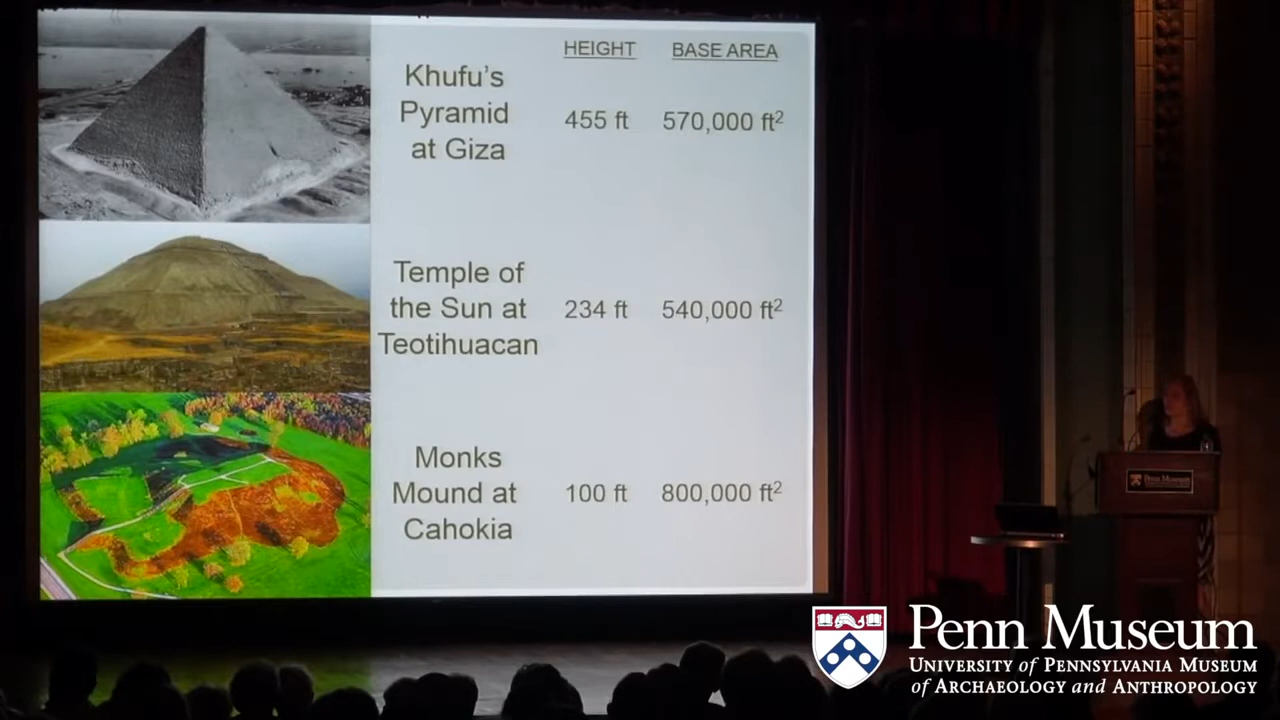 HEIGHT BASE AREA
Khufu's
Pyramid
at Giza
455 ft 570,000 ft²
Temple of
the Sun at
Teotihuacan
234 ft 540,000 ft²
Monks
Mound at
Cahokia
100 ft 800,000 ft²
Penn Museum
Penn Museum
University of Pennsylvania Museum
of Archaeology and Anthropology